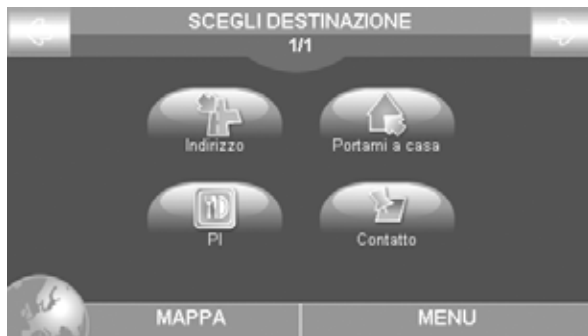 SCEGLI DESTINAZIONE
1/1
Indirizzo
Portami a casa
PI
Contatto
MAPPA
MENU